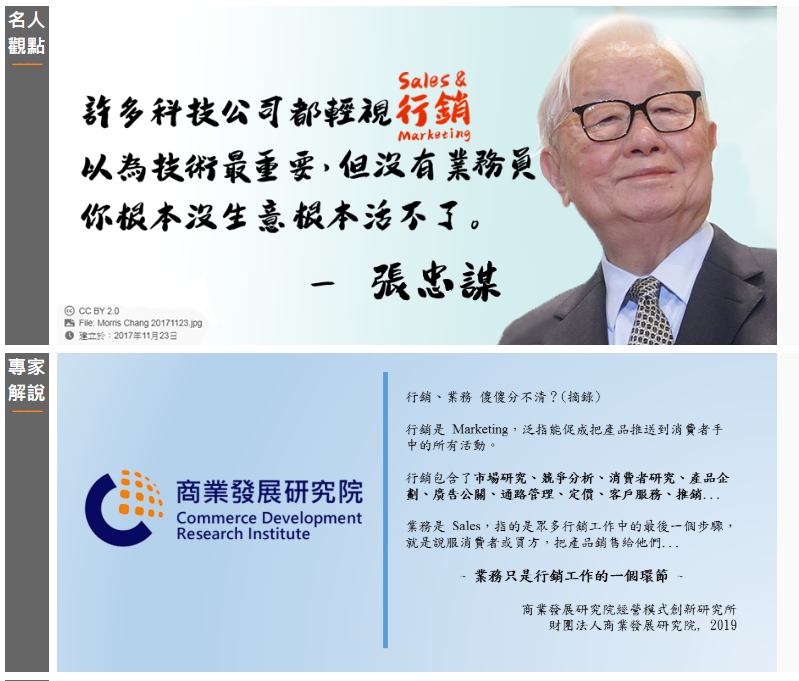 名人
觀點
Sales &
許多科技公司都輕視行銷
Marketing
以為技術最重要，但沒有業務員
你根本沒生意根本活不了。
— 張忠謀
CC BY 2.0
File: Morris Chang 20171123.jpg
建立於：2017年11月23日
專家
解說
商業發展研究院
Commerce Development
Research Institute
行銷、業務 傻傻分不清？(摘錄)
行銷是 Marketing，泛指能促成把產品推送到消費者手
中的所有活動。
行銷包含了市場研究、競爭分析、消費者研究、產品企
劃、廣告公關、通路管理、定價、客戶服務、推銷...
業務是 Sales，指的是眾多行銷工作中的最後一個步驟，
就是說服消費者或買方，把產品銷售給他們...
- 業務只是行銷工作的一個環節 -
商業發展研究院經營模式創新研究所
財團法人商業發展研究院, 2019